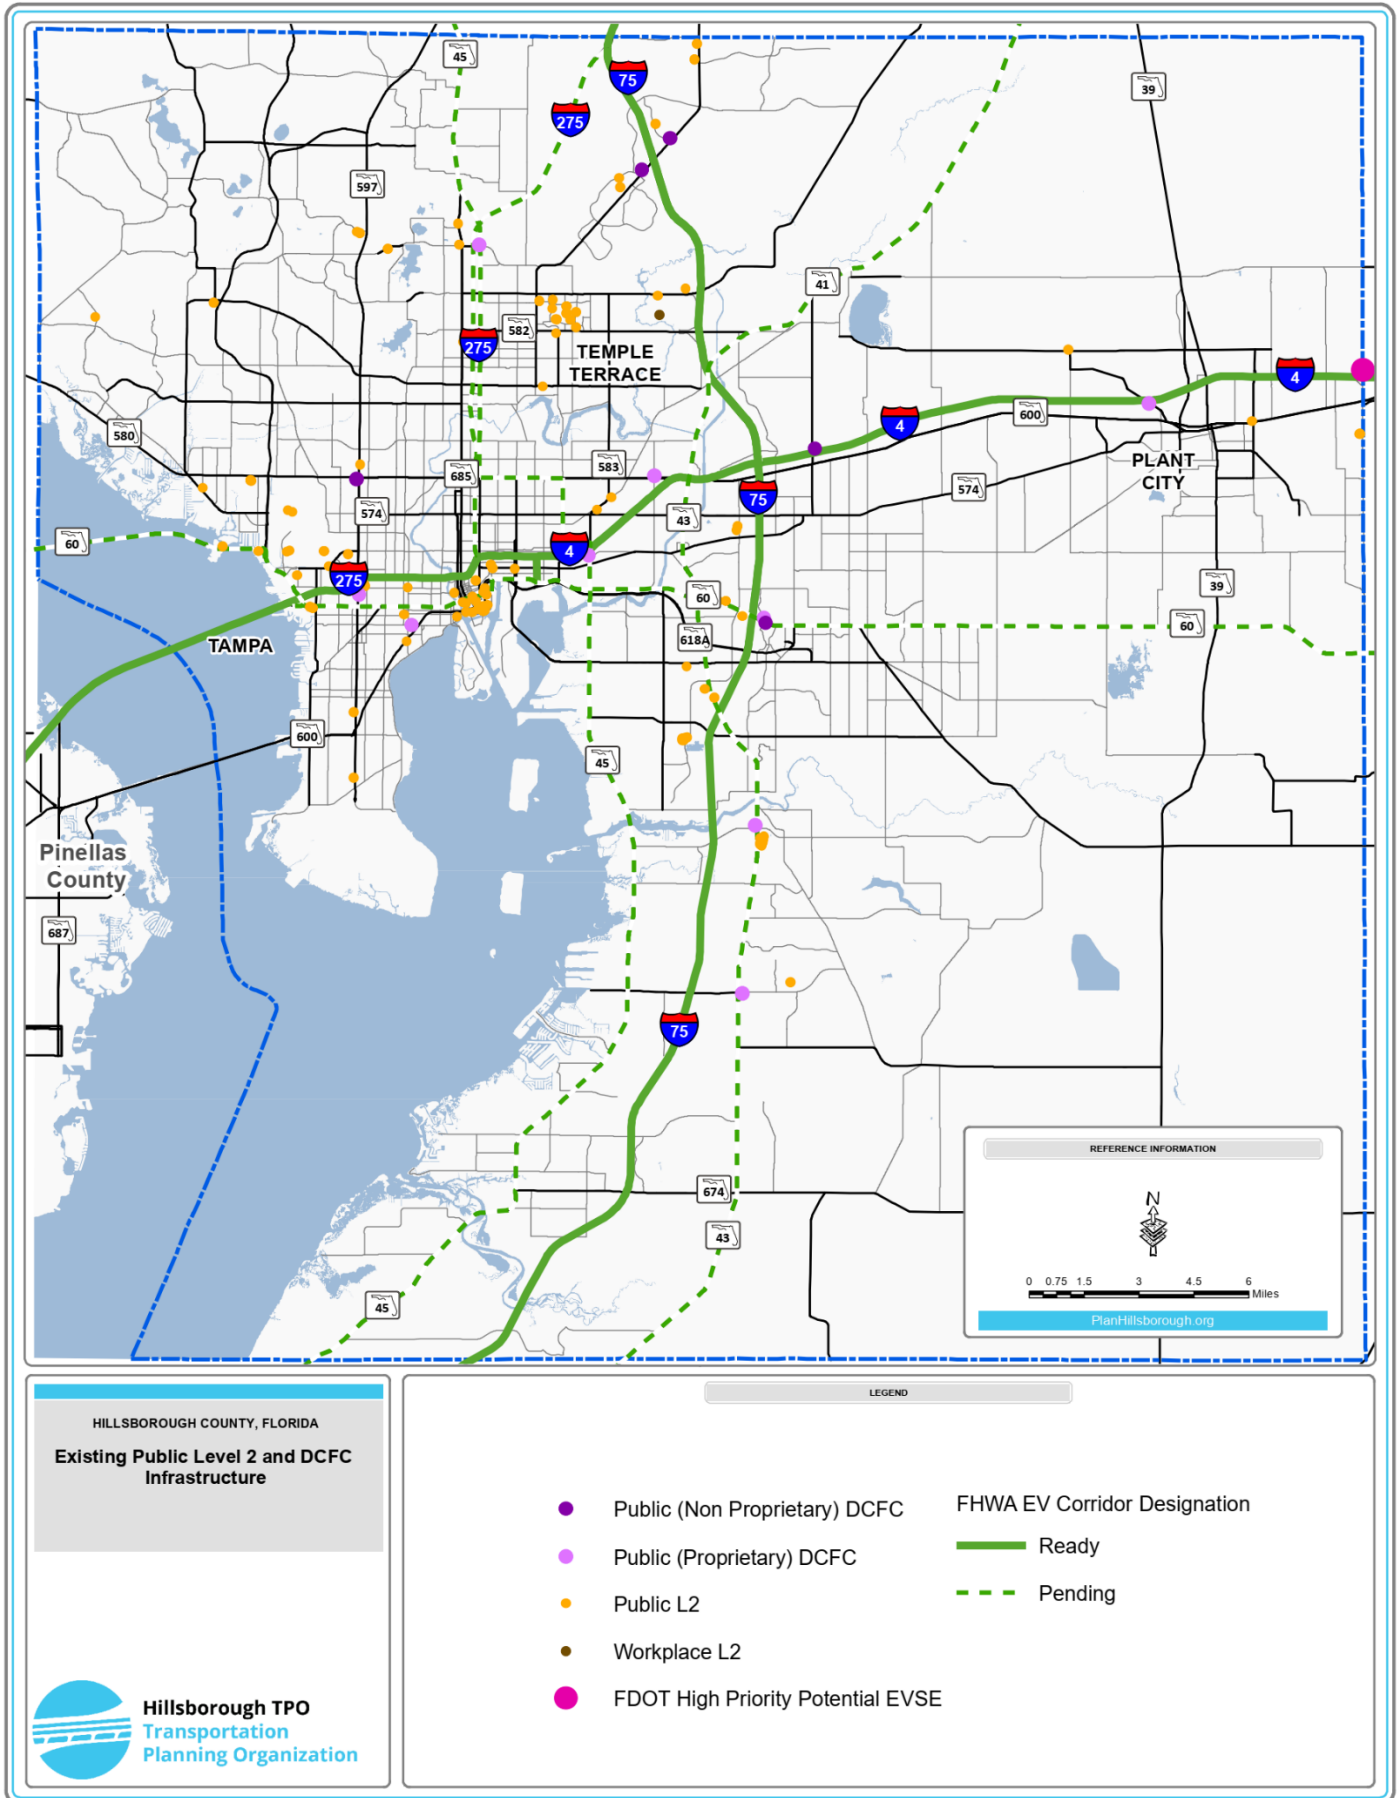 45
75
39
275
597
41
582
275
TEMPLE
TERRACE
4
600
4
580
583
685
PLANT
CITY
574
75
574
43
60
4
275
39
60
60
618A
TAMPA
600
45
Pinellas
County
687
75
674
43
45
REFERENCE INFORMATION
N
0 0.75 1.5 3 4.5 6
Miles
PlanHillsborough.org
HILLSBOROUGH COUNTY, FLORIDA
Existing Public Level 2 and DCFC
Infrastructure
Hillsborough TPO
Transportation
Planning Organization
LEGEND
Public (Non Proprietary) DCFC
Public (Proprietary) DCFC
Public L2
Workplace L2
FDOT High Priority Potential EVSE
FHWA EV Corridor Designation
Ready
Pending